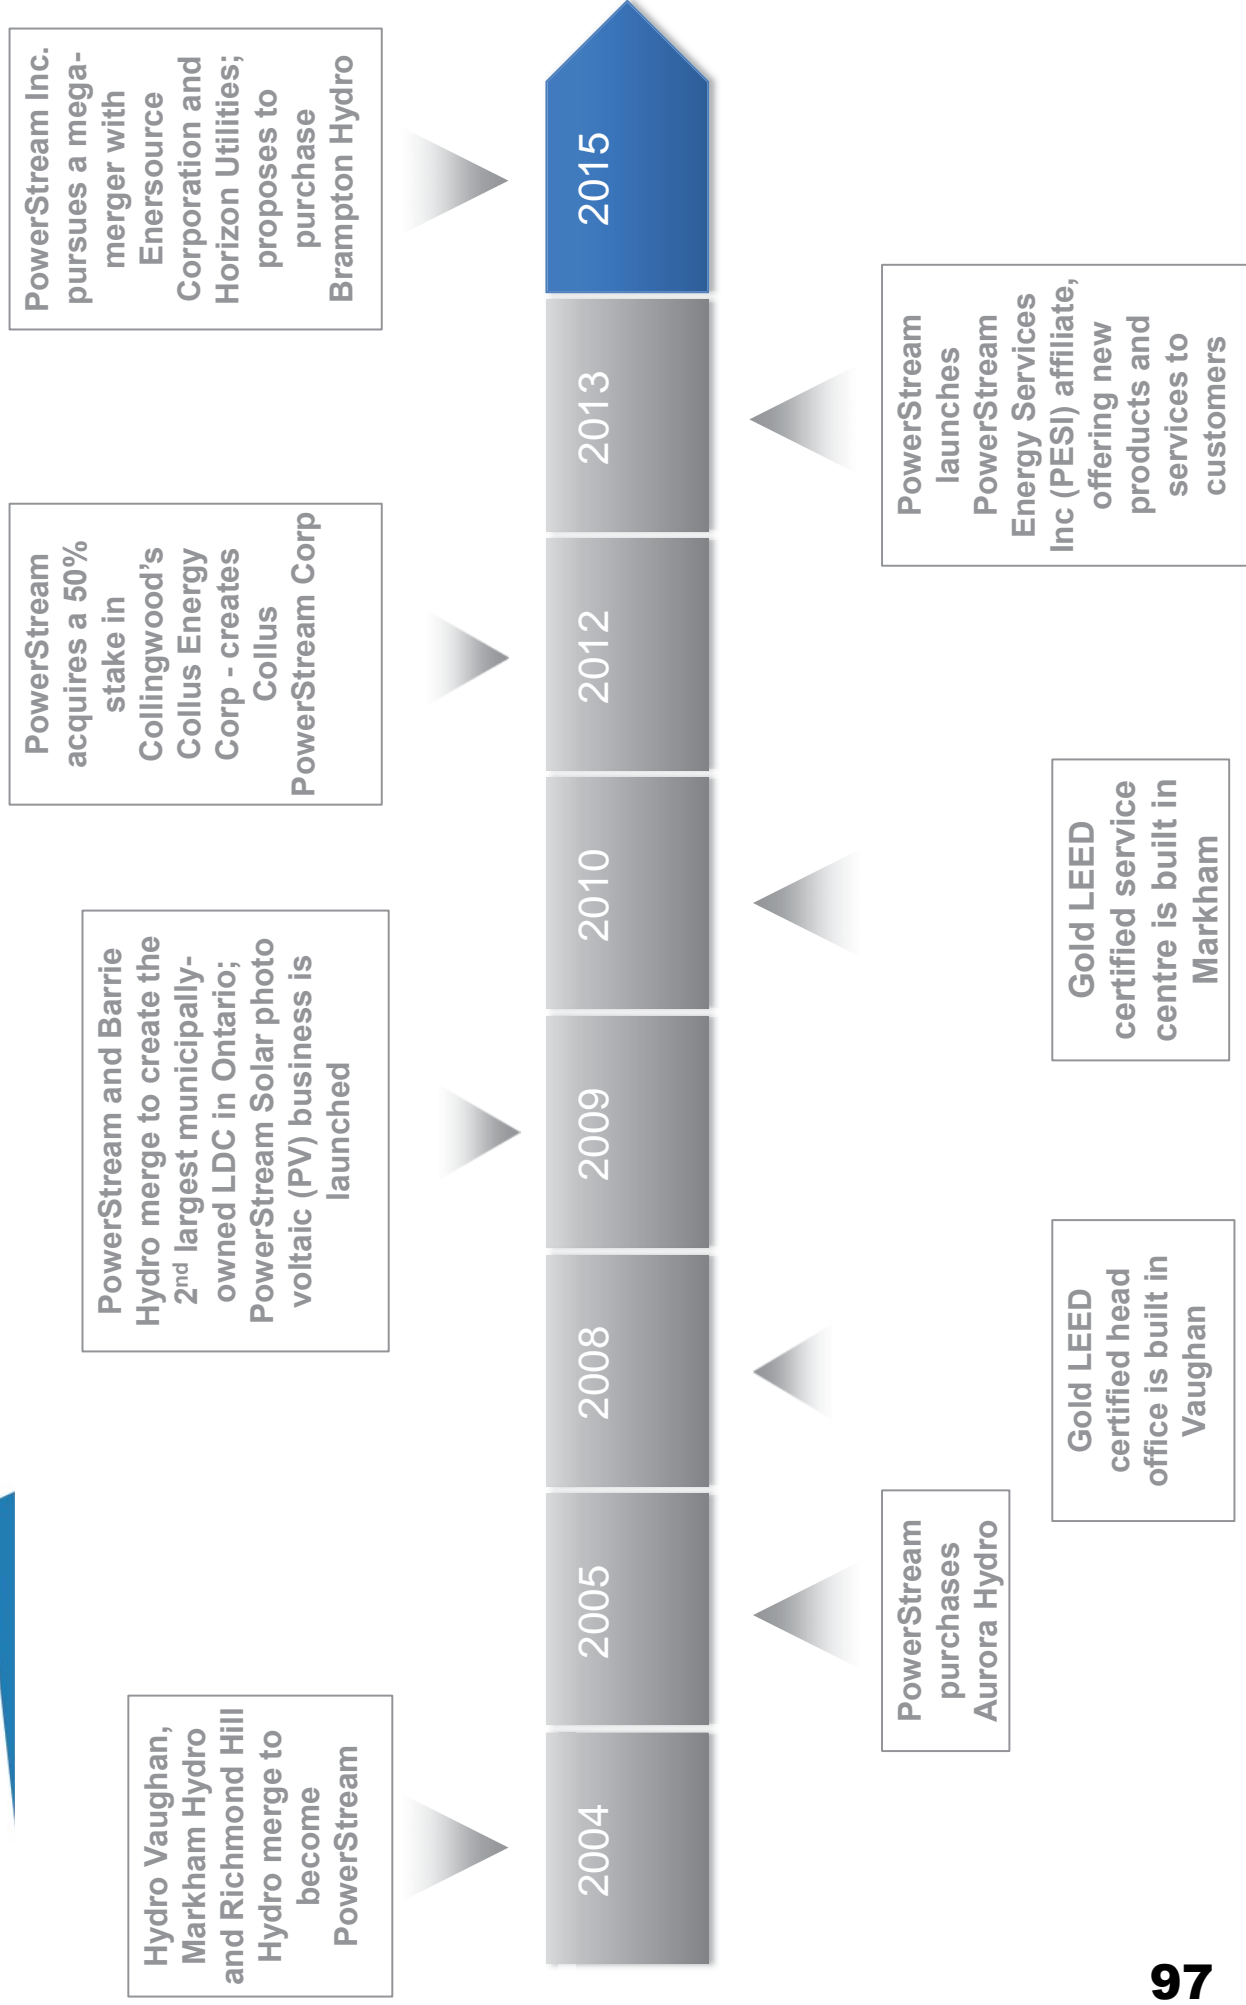 Hydro Vaughan,
Markham Hydro
and Richmond Hill
Hydro merge to
become
PowerStream
PowerStream and Barrie
Hydro merge to create the
2nd largest municipally-
owned LDC in Ontario;
PowerStream Solar photo
voltaic (PV) business is
launched
PowerStream
acquires a 50%
stake in
Collingwood’s
Collus Energy
Corp - creates
Collus
PowerStream Corp
PowerStream Inc.
pursues a mega-
merger with
Enersource
Corporation and
Horizon Utilities;
proposes to
purchase
Brampton Hydro
2004
2005
2008
2009
2010
2012
2013
2015
PowerStream
purchases
Aurora Hydro
Gold LEED
certified head
office is built in
Vaughan
Gold LEED
certified service
centre is built in
Markham
PowerStream
launches
PowerStream
Energy Services
Inc (PESI) affiliate,
offering new
products and
services to
customers
97